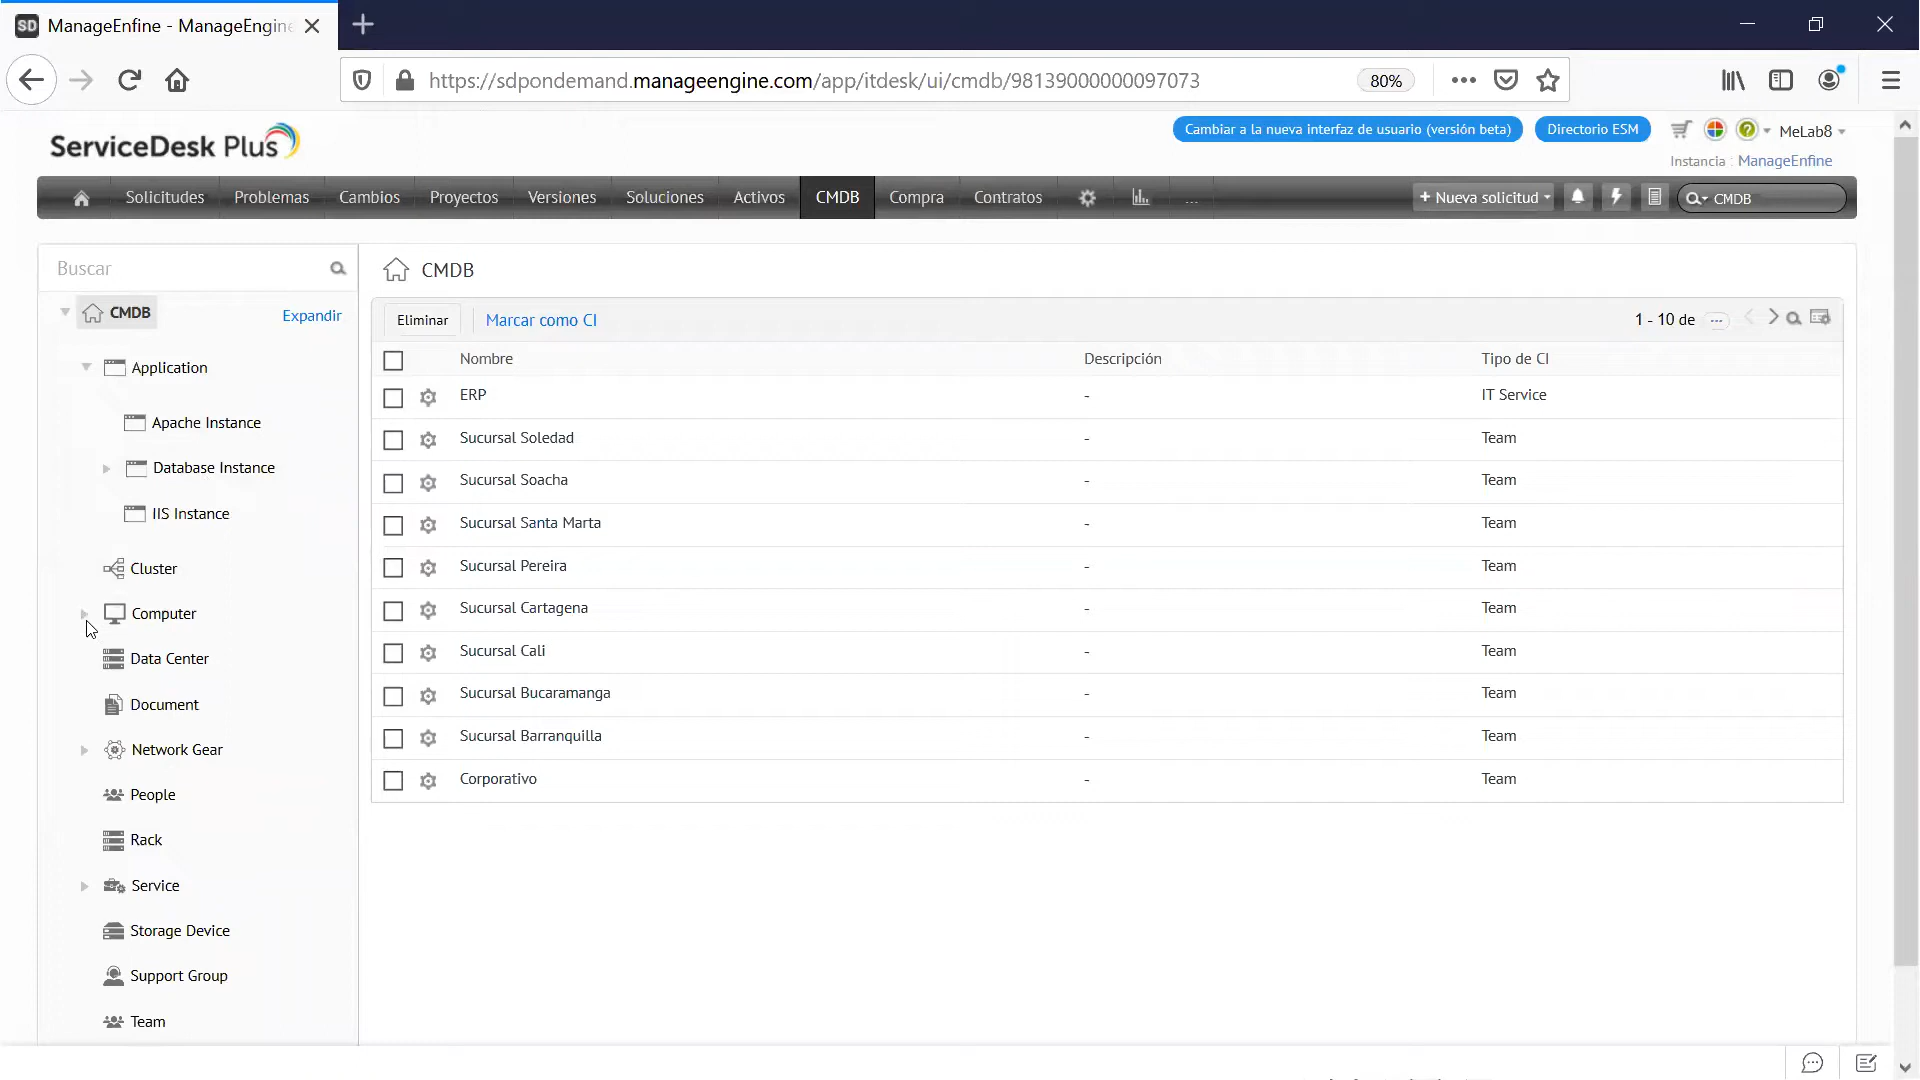 SD ManageEnfine - ManageEngine
https://sdpondemand.manageengine.com/app/itdesk/ui/cmdb/98139000000097073 80%
ServiceDesk Plus
Cambiar a la nueva interfaz de usuario (versión beta) Directorio ESM MeLab8
Instancia : ManageEnfine
Solicitudes Problemas Cambios Proyectos Versiones Soluciones Activos CMDB Compra Contratos ... + Nueva solicitud CMDB
Buscar
CMDB Expandir
Application
Apache Instance
Database Instance
IIS Instance
Cluster
Computer
Data Center
Document
Network Gear
People
Rack
Service
Storage Device
Support Group
Team
CMDB
Eliminar Marcar como CI 1 - 10 de ...
Nombre Descripción Tipo de CI
ERP - IT Service
Sucursal Soledad - Team
Sucursal Soacha - Team
Sucursal Santa Marta - Team
Sucursal Pereira - Team
Sucursal Cartagena - Team
Sucursal Cali - Team
Sucursal Bucaramanga - Team
Sucursal Barranquilla - Team
Corporativo - Team